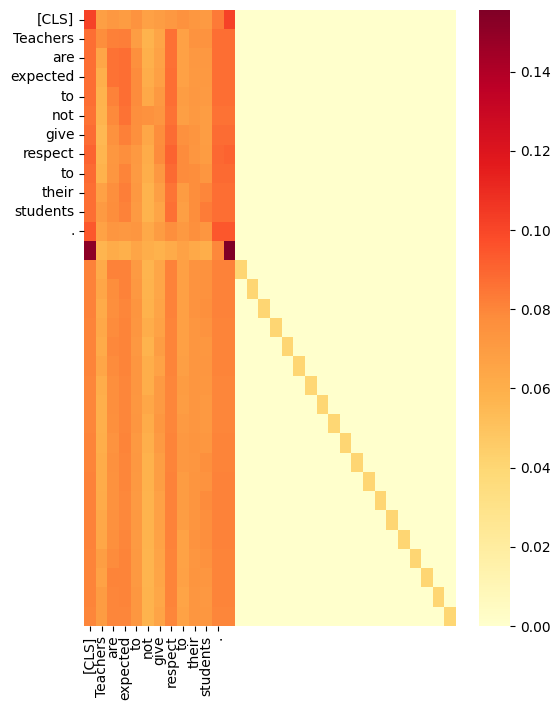 [CLS]
Teachers
are
expected
to
not
give
respect
to
their
students
.
[CLS]
Teachers
are
expected
to
not
give
respect
to
their
students
.
0.14
0.12
0.10
0.08
0.06
0.04
0.02
0.00